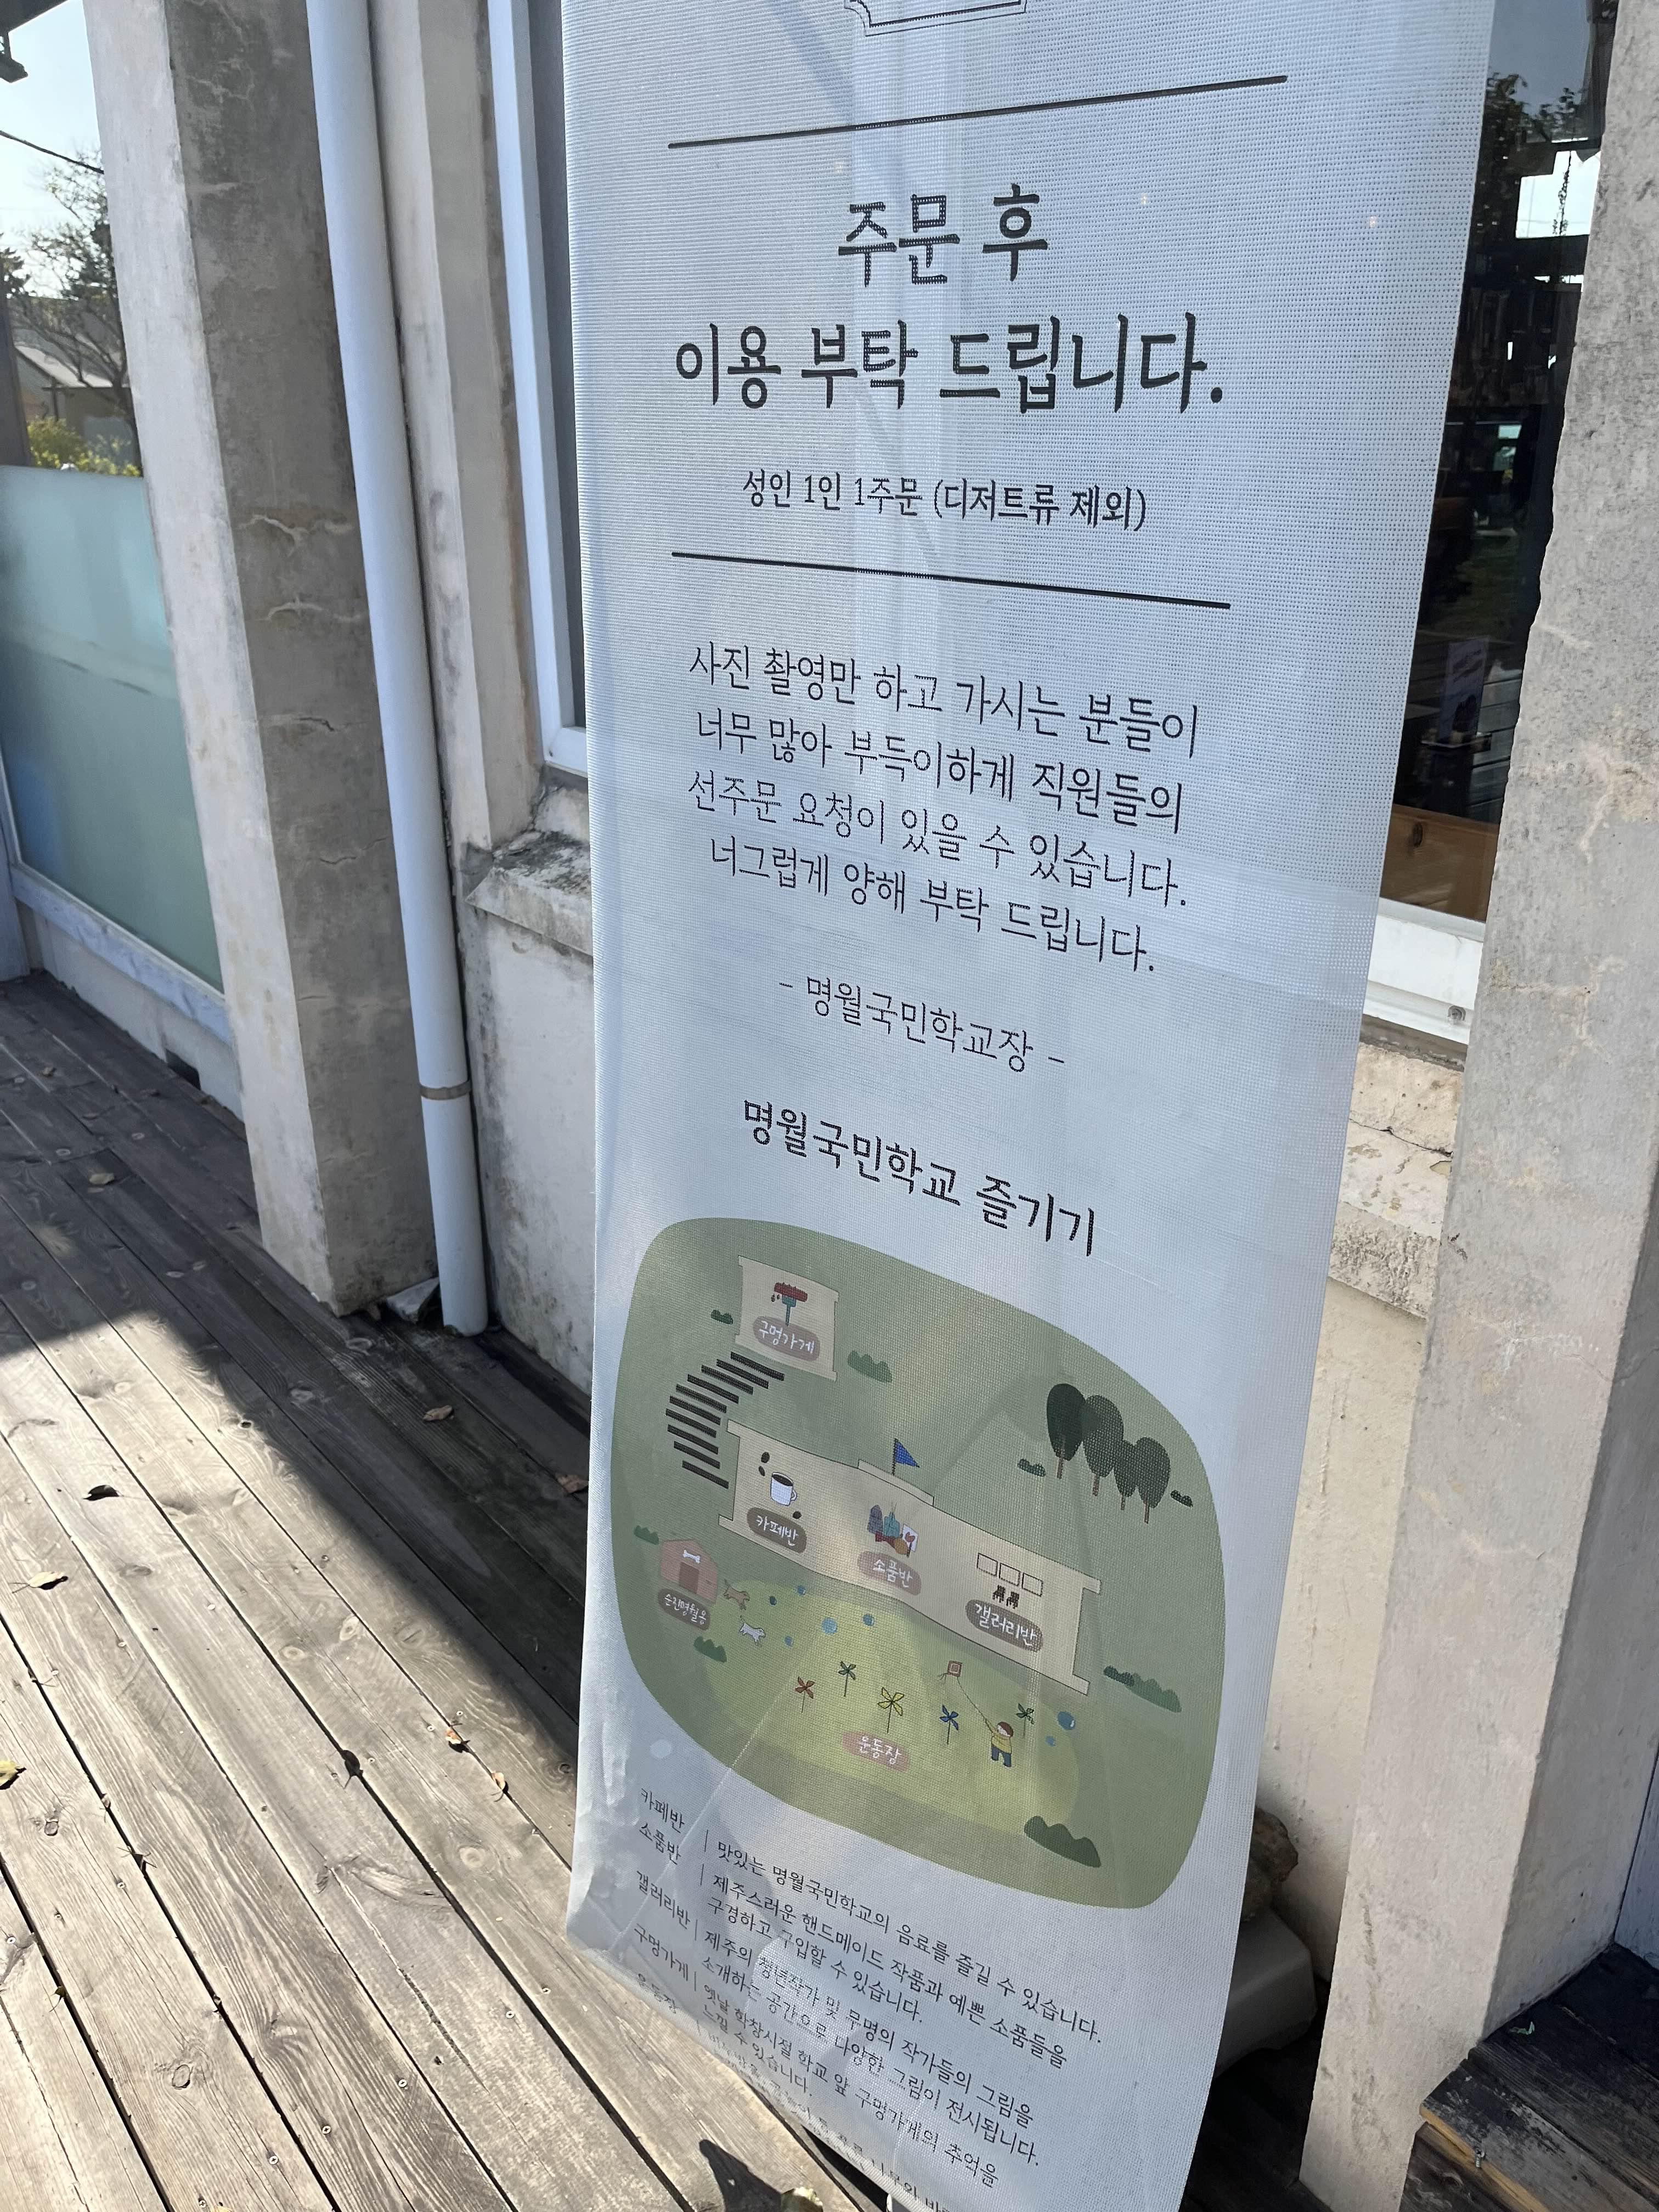 주문 후
이용 부탁 드립니다.
성인 1인 1주문 (디저트류 제외)
사진 촬영만 하고 가시는 분들이
너무 많아 부득이하게 직원들의
선주문 요청이 있을 수 있습니다.
너그럽게 양해 부탁 드립니다.
- 명월국민학교장 -
명월국민학교 즐기기
구멍가게
카페반
소품반
갤러리반
운동장
카페반 | 맛있는 명월국민학교의 음료를 즐길 수 있습니다.
소품반 | 제주스러운 핸드메이드 작품과 예쁜 소품들을
구경하고 구입할 수 있습니다.
갤러리반 | 제주의 청년작가 및 무명의 작가들의 그림을
소개하는 공간으로 다양한 그림이 전시됩니다.
구멍가게 | 옛날 학창시절 학교 앞 구멍가게의 추억을
느낄 수 있습니다.
운동장 |